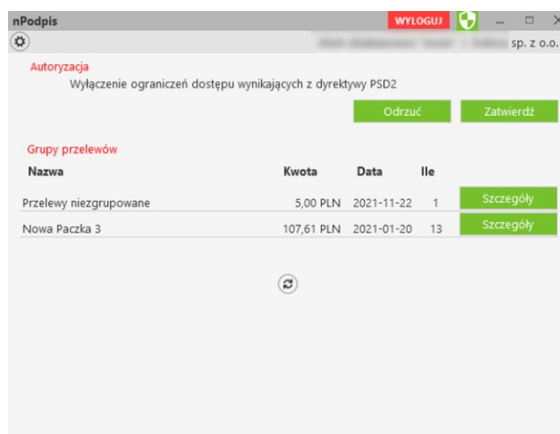 nPodpis WYLOGUJ
sp. z o.o.
Autoryzacja
Wyłączenie ograniczeń dostępu wynikających z dyrektywy PSD2
Odrzuć Zatwierdź
Grupy przelewów
Nazwa Kwota Data Ile
Przelewy niezgrupowane 5,00 PLN 2021-11-22 1 Szczegóły
Nowa Paczka 3 107,61 PLN 2021-01-20 13 Szczegóły